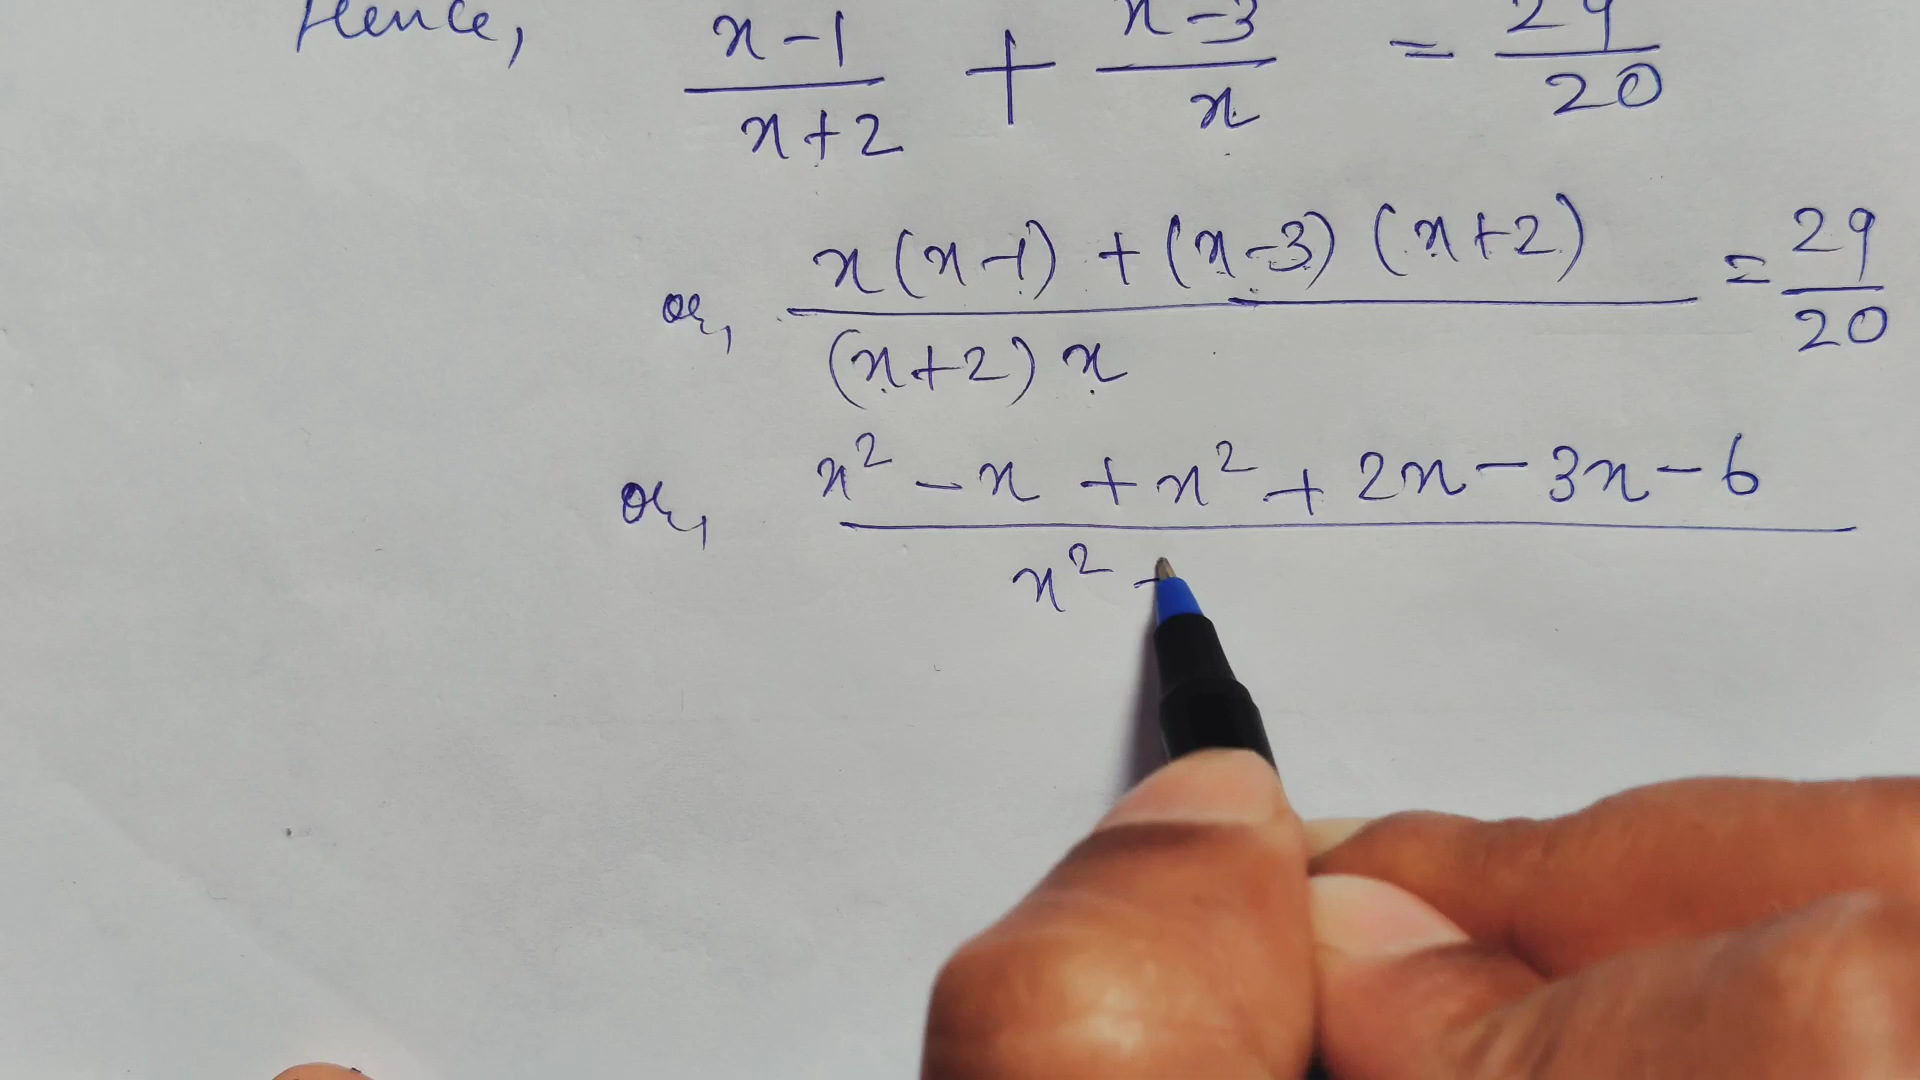 Hence, x-1/x+2 + x-3/x = 29/20
or, x(x-1) + (x-3) (x+2)/(x+2) x = 29/20
or, x² - x + x² + 2x - 3x - 6/x² -